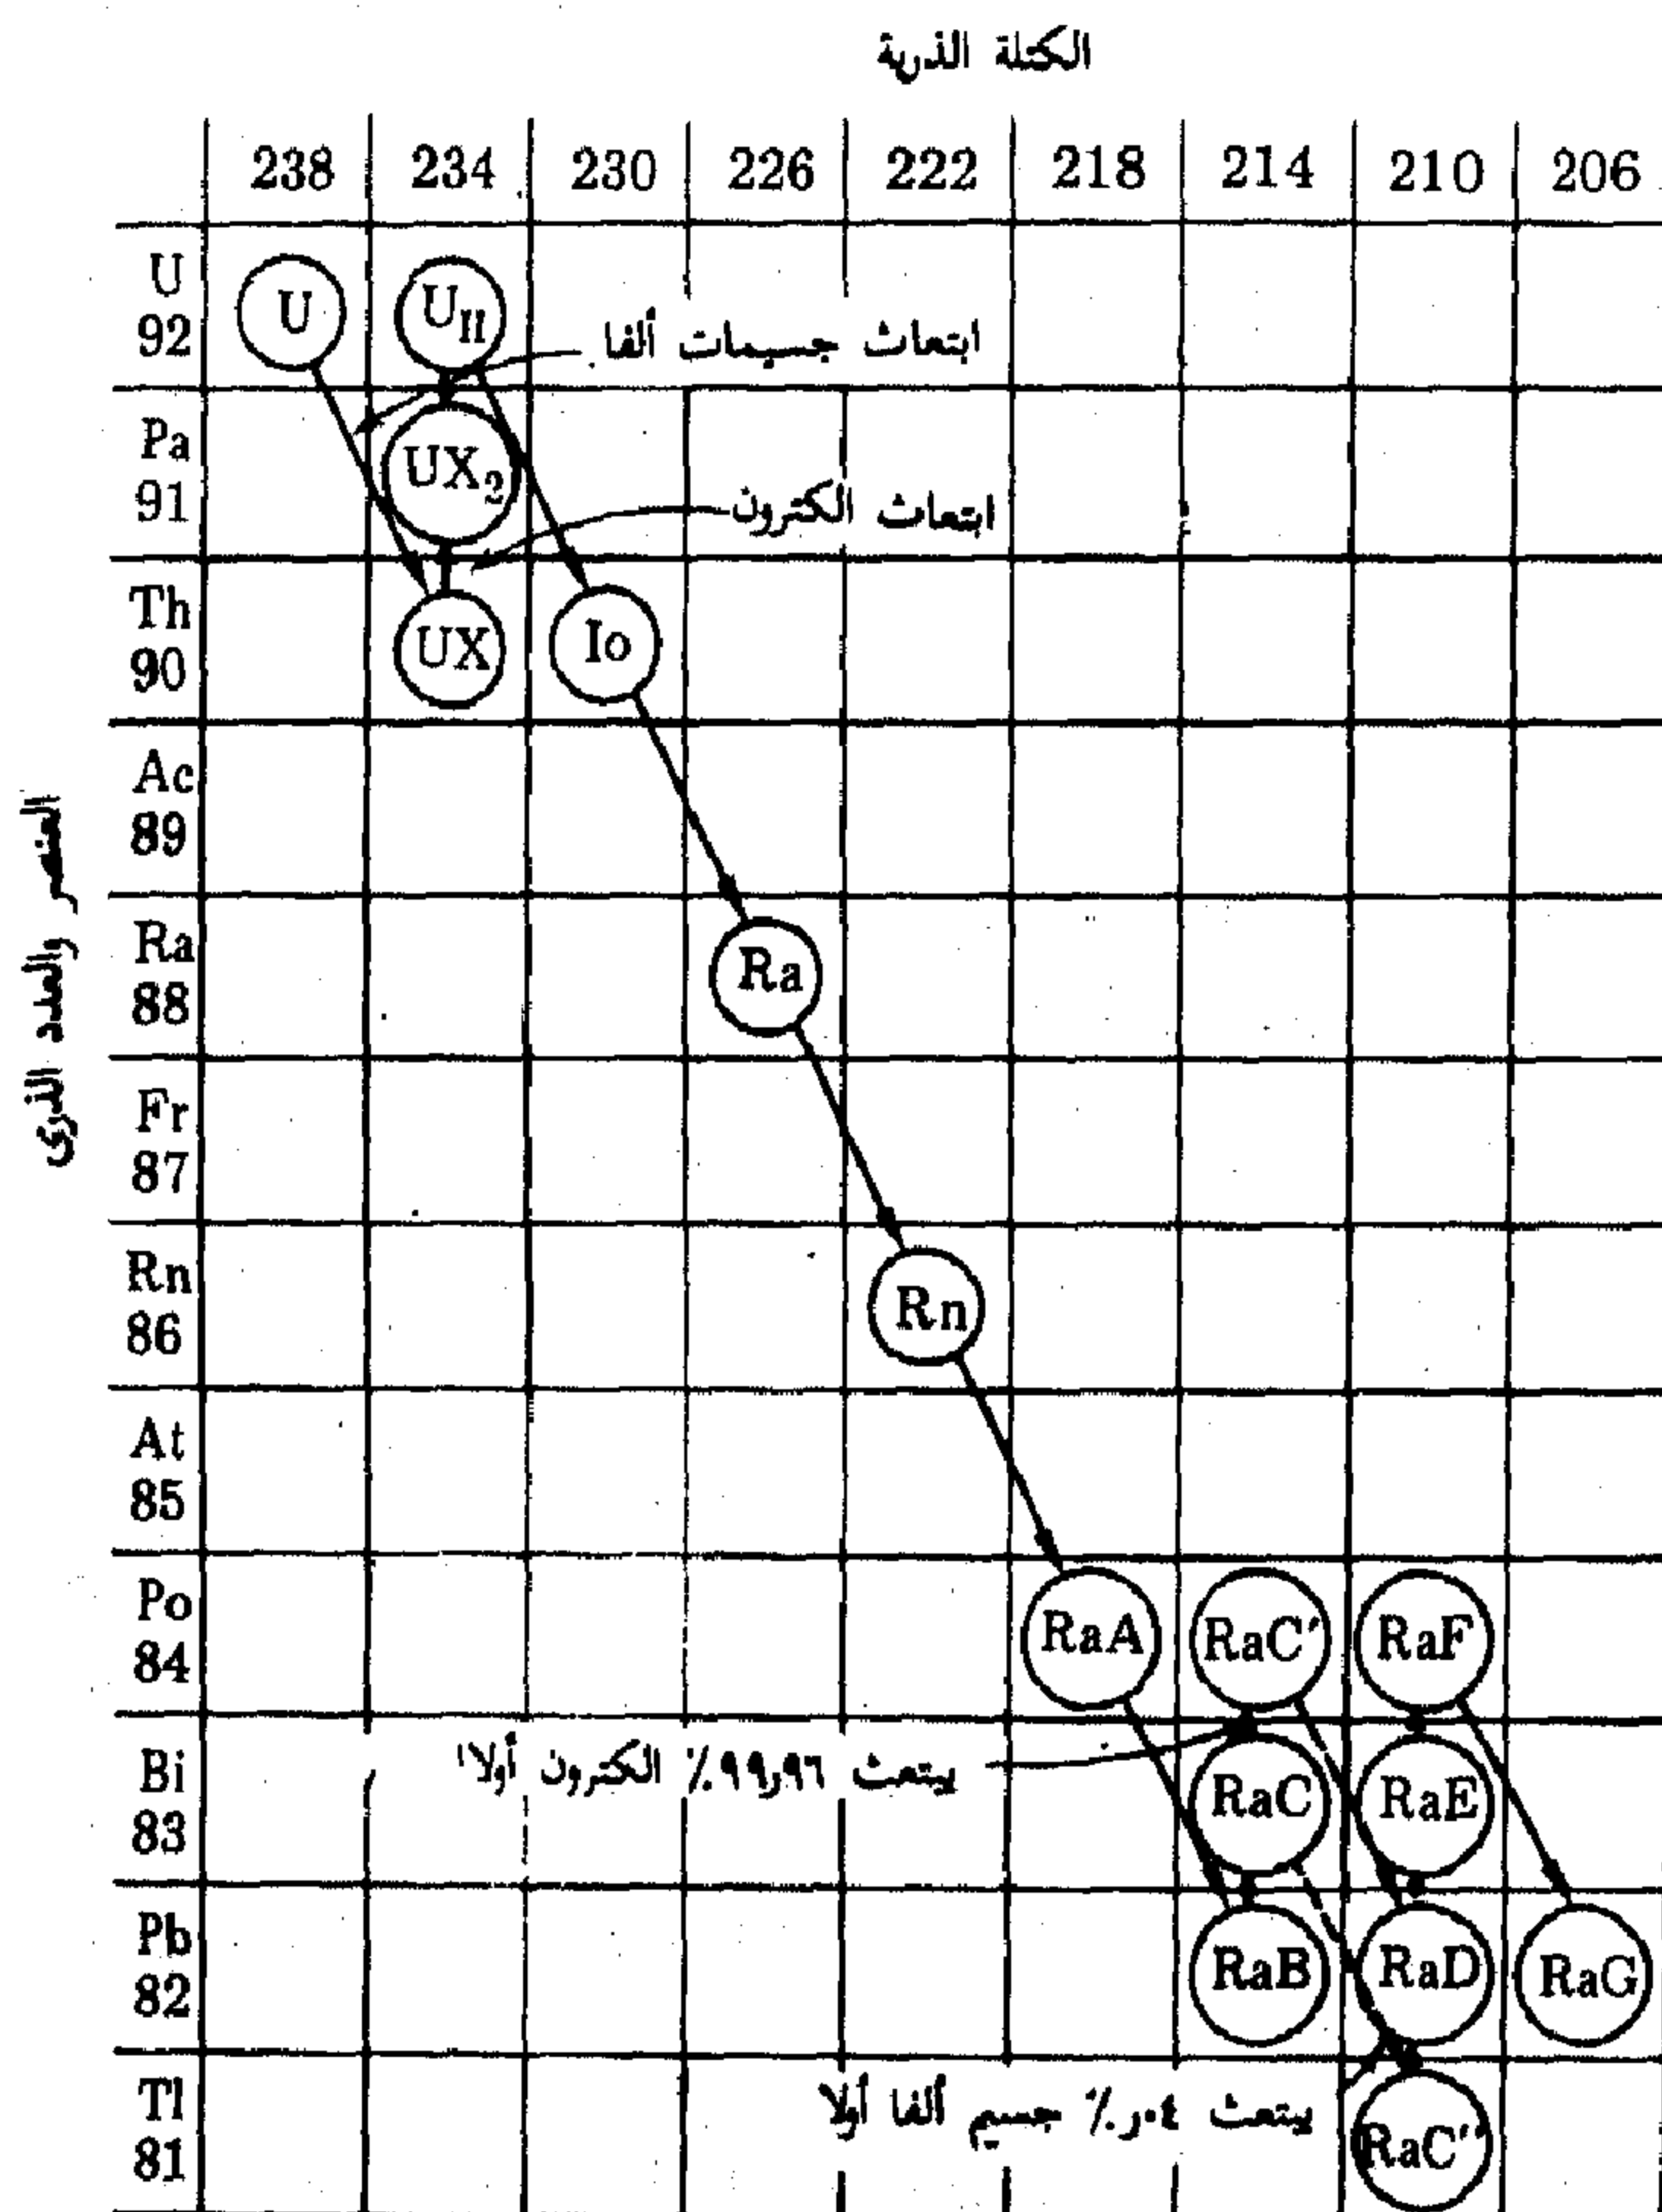 الكتلة الذرية
238 234 230 226 222 218 214 210 206
العنصر والعدد الذري
U
92
U U_II
ابتعاث جسيمات ألفا
Pa
91
UX₂
ابتعاث الكترون
Th
90
UX Io
Ac
89
Ra
88
Ra
Fr
87
Rn
86
Rn
At
85
Po
84
RaA RaC' RaF
Bi
83
يبتعث ٩٩٫٩٦٪ الكترون أولا
RaC RaE
Pb
82
RaB RaD RaG
Tl
81
يبتعث ٠٤ر٪ جسيم ألفا أولا
RaC''